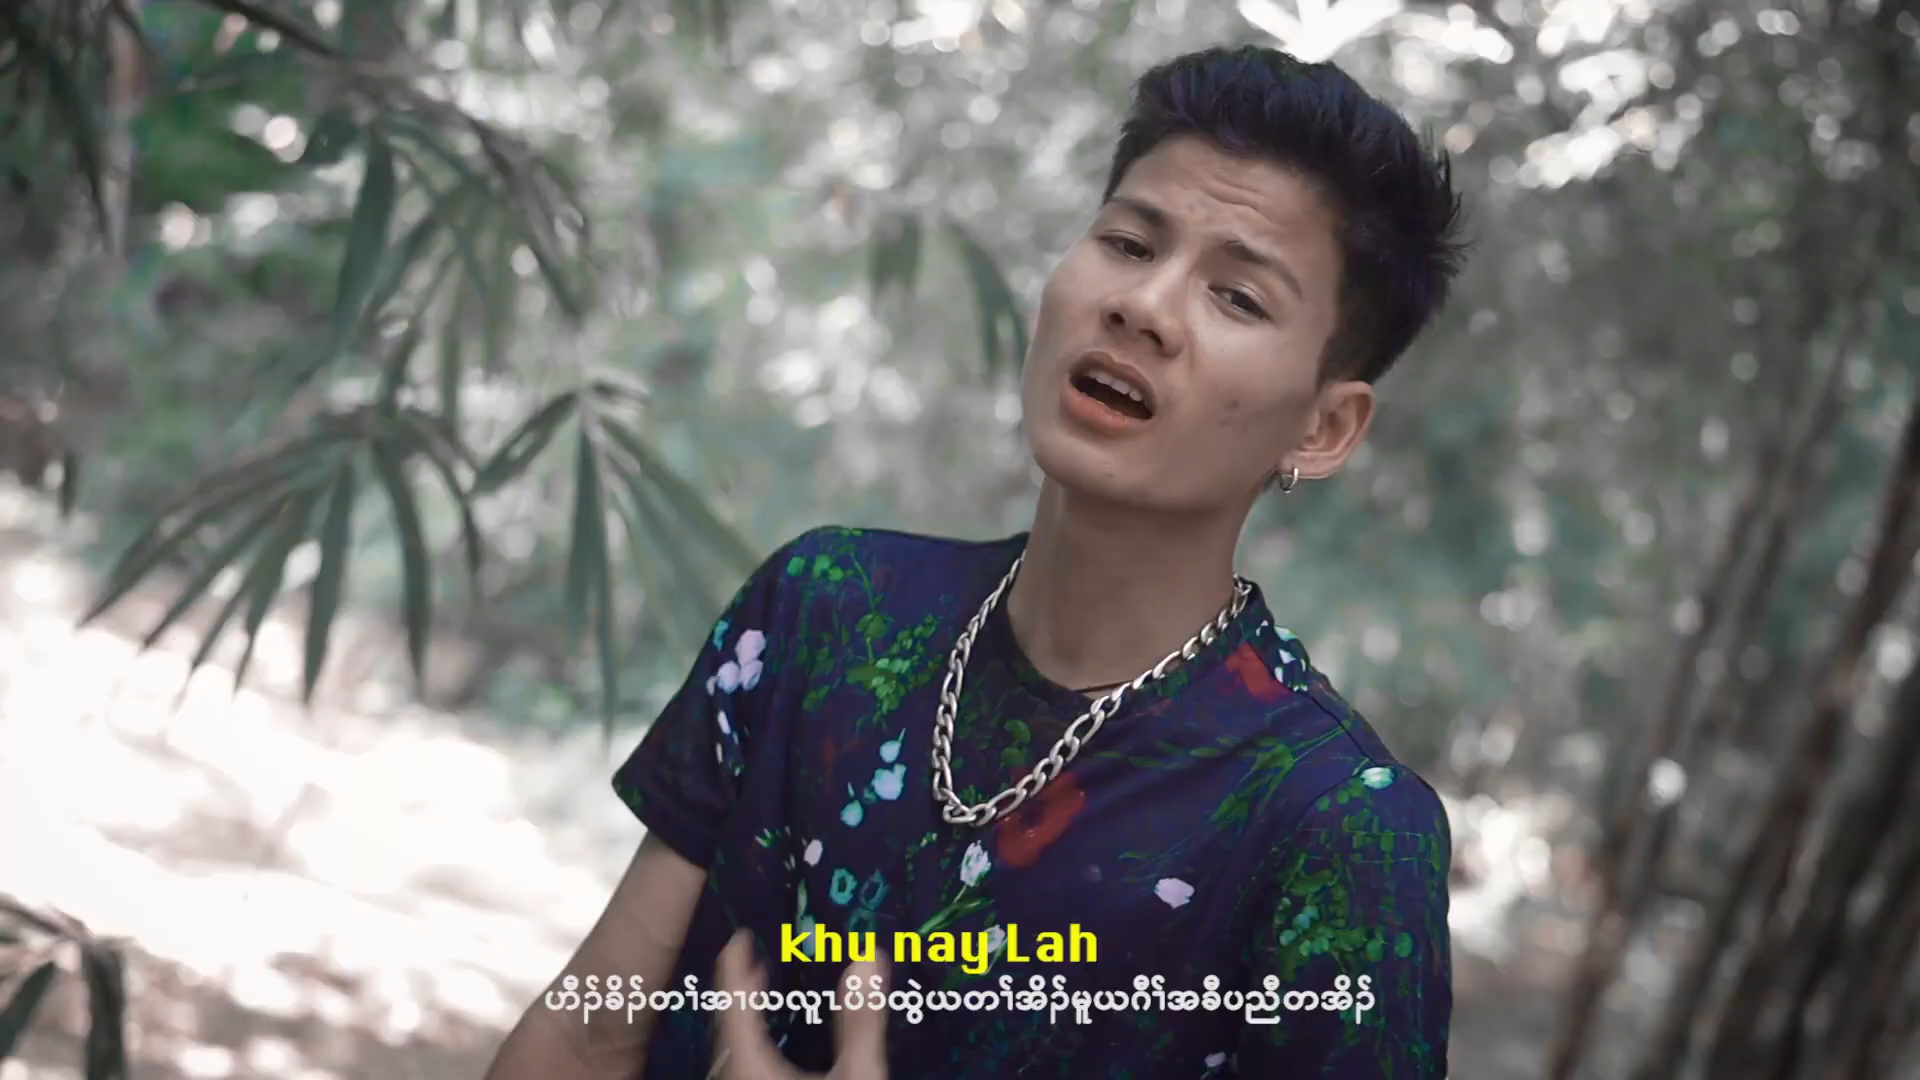 khu nay Lah
ဟီၣ်ခိၣ်တၢ်အၢယလူၤပိာ်ထွဲယတၢ်အိၣ်မူယဂီၢ်အခီပညီတအိၣ်